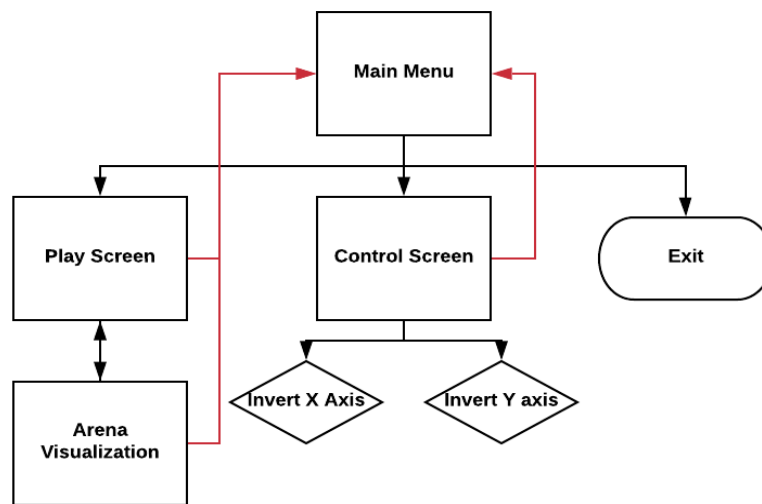 Main Menu
Play Screen
Control Screen
Exit
Invert X Axis
Invert Y axis
Arena
Visualization